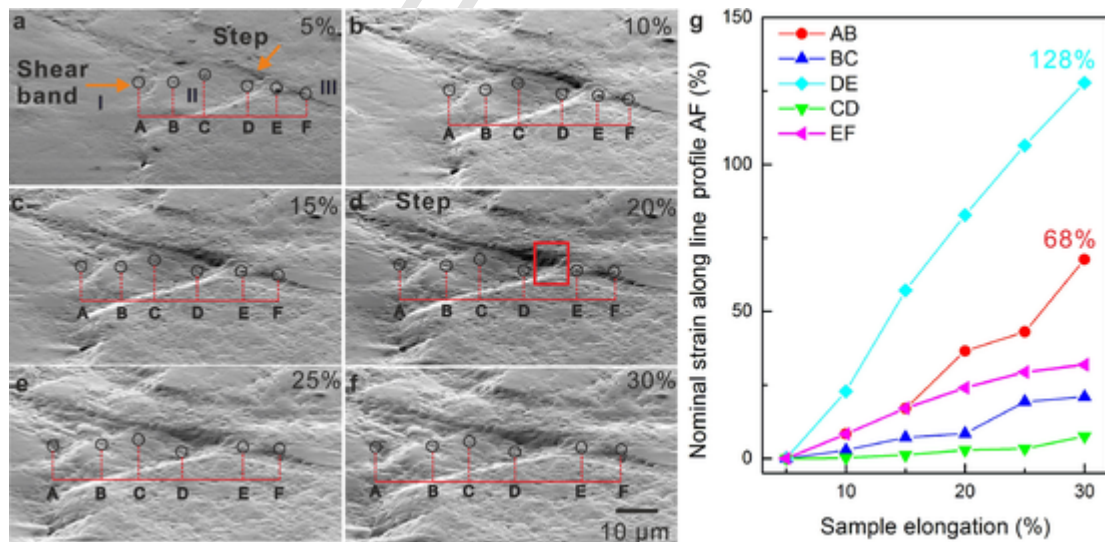 a
5%
Step
Shear
band
I
II
III
A B C D E F
b
10%
A B C D E F
c
15%
A B C D E F
d
Step
20%
A B C D E F
e
25%
A B C D E F
f
30%
A B C D E F
10 μm
g
150
100
50
0
Nominal strain along line profile AF (%)
AB
BC
DE
CD
EF
128%
68%
10 20 30
Sample elongation (%)